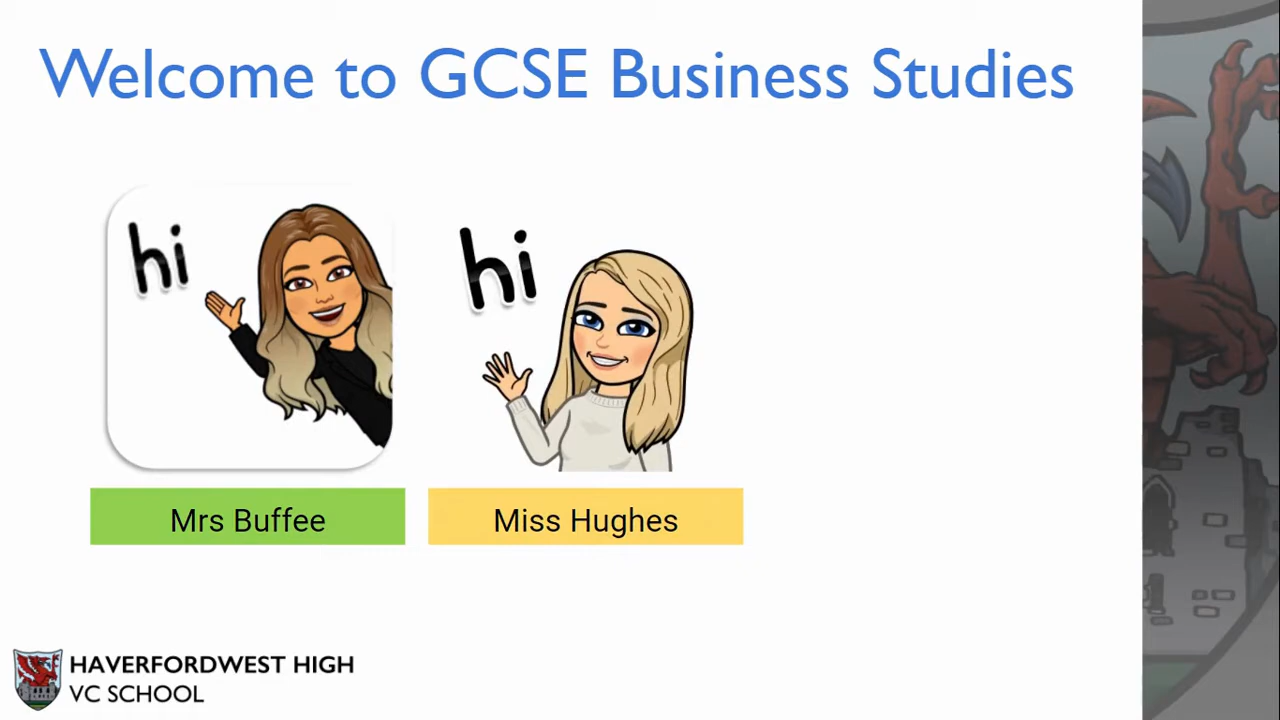 Welcome to GCSE Business Studies
hi
hi
Mrs Buffee
Miss Hughes
HAVERFORDWEST HIGH
VC SCHOOL